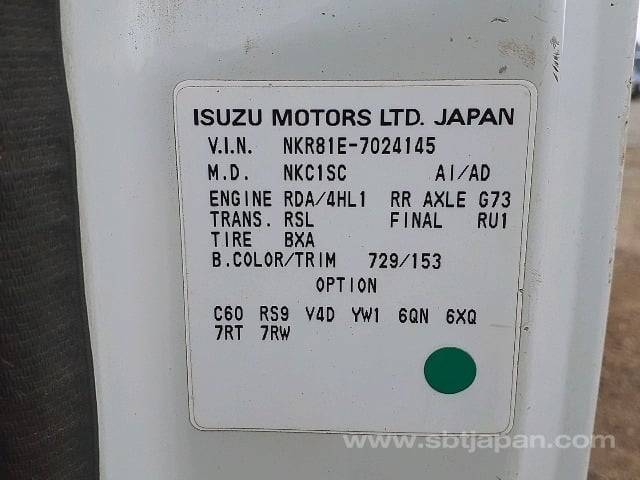 ISUZU MOTORS LTD. JAPAN
V.I.N. NKR81E-7024145
M.D. NKC1SC AI/AD
ENGINE RDA/4HL1 RR AXLE G73
TRANS. RSL FINAL RU1
TIRE BXA
B.COLOR/TRIM 729/153
OPTION
C60 RS9 V4D YW1 6QN 6XQ
7RT 7RW
www.sbtjapan.com